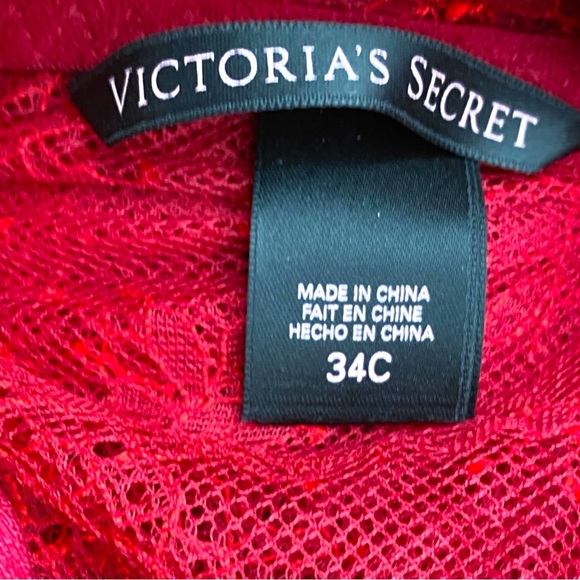 VICTORIA'S SECRET
MADE IN CHINA
FAIT EN CHINE
HECHO EN CHINA
34C